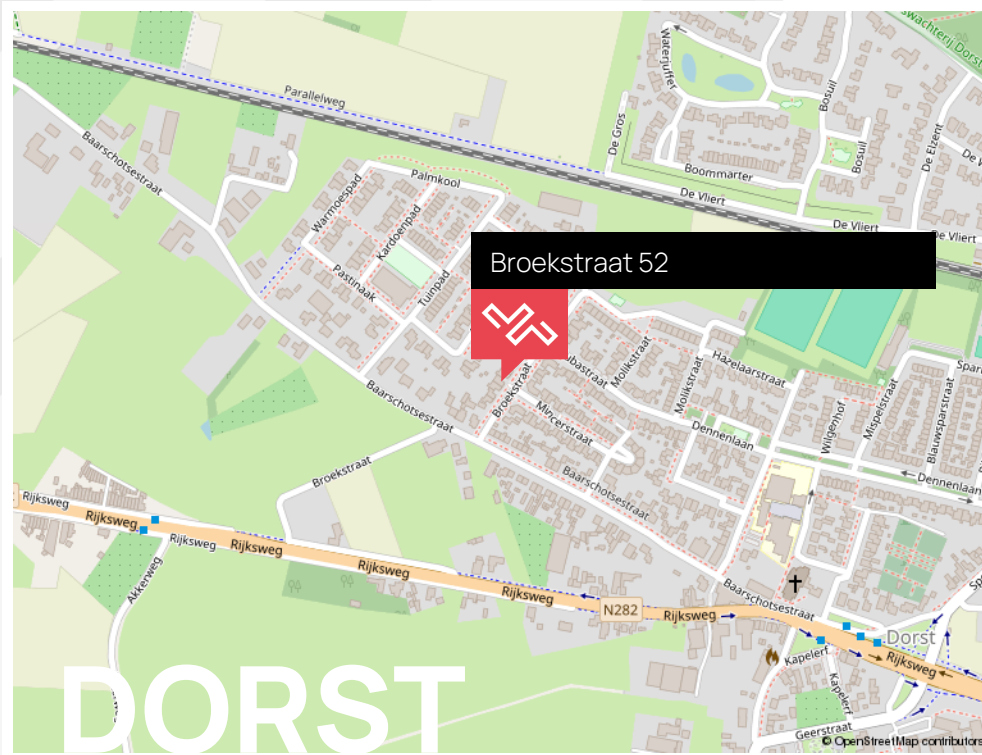 swachterij Dorst
Waterjuffer
Bosuil
Parallelweg
De Gros
De Elzent
Bosuil
Baarschotsestraat
Boommarter
Palmkool
Warmoespad
De Vliert
De Vliert
De Vliert
Kardoenpad
Broekstraat 52
Pastinaak
Tuinpad
Molikstraat
Hazelaarstraat
Molikstraat
Broekstraat
Baarschotsestraat
Mincerstraat
Wilgenhof
Mispelstraat
Blauwsparstraat
Dennenlaan
Broekstraat
Baarschotsestraat
Dennenlaan
Rijksweg
Rijksweg
Rijksweg
Rijksweg
Akkerweg
Rijksweg
Rijksweg
N282
Rijksweg
Baarschotsestraat
Dorst
Kapelerf
Rijksweg
Kapelerf
DORST
Geerstraat
© OpenStreetMap contributors